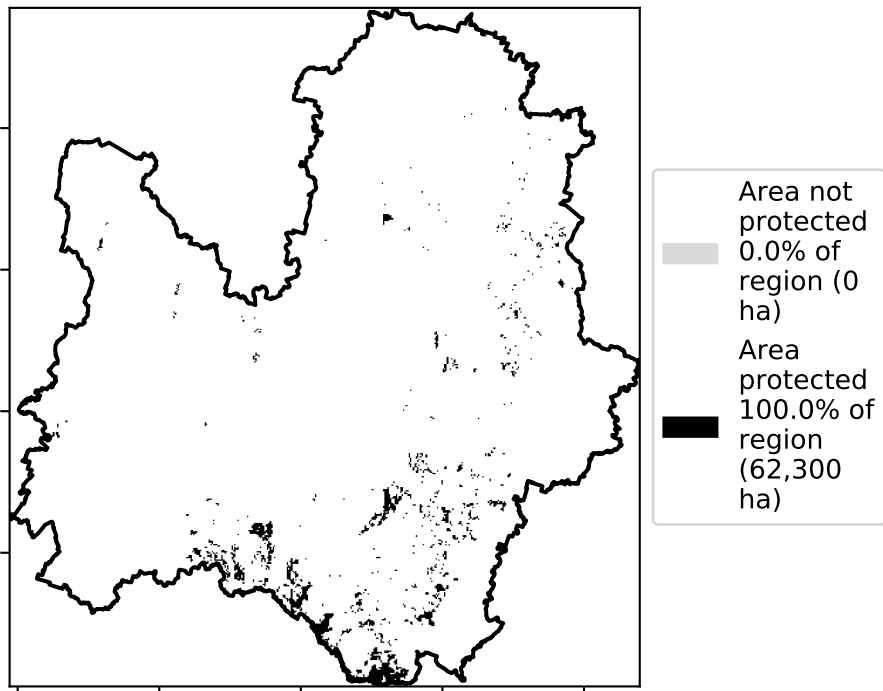 Area not
protected
0.0% of
region (0
ha)
Area
protected
100.0% of
region
(62,300
ha)